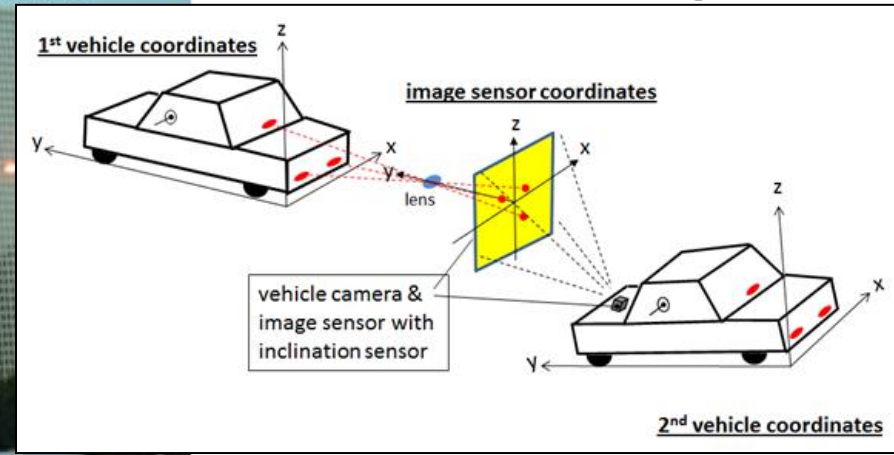 1st vehicle coordinates
z
y
x
image sensor coordinates
z
x
y
lens
vehicle camera &
image sensor with
inclination sensor
z
x
y
2nd vehicle coordinates